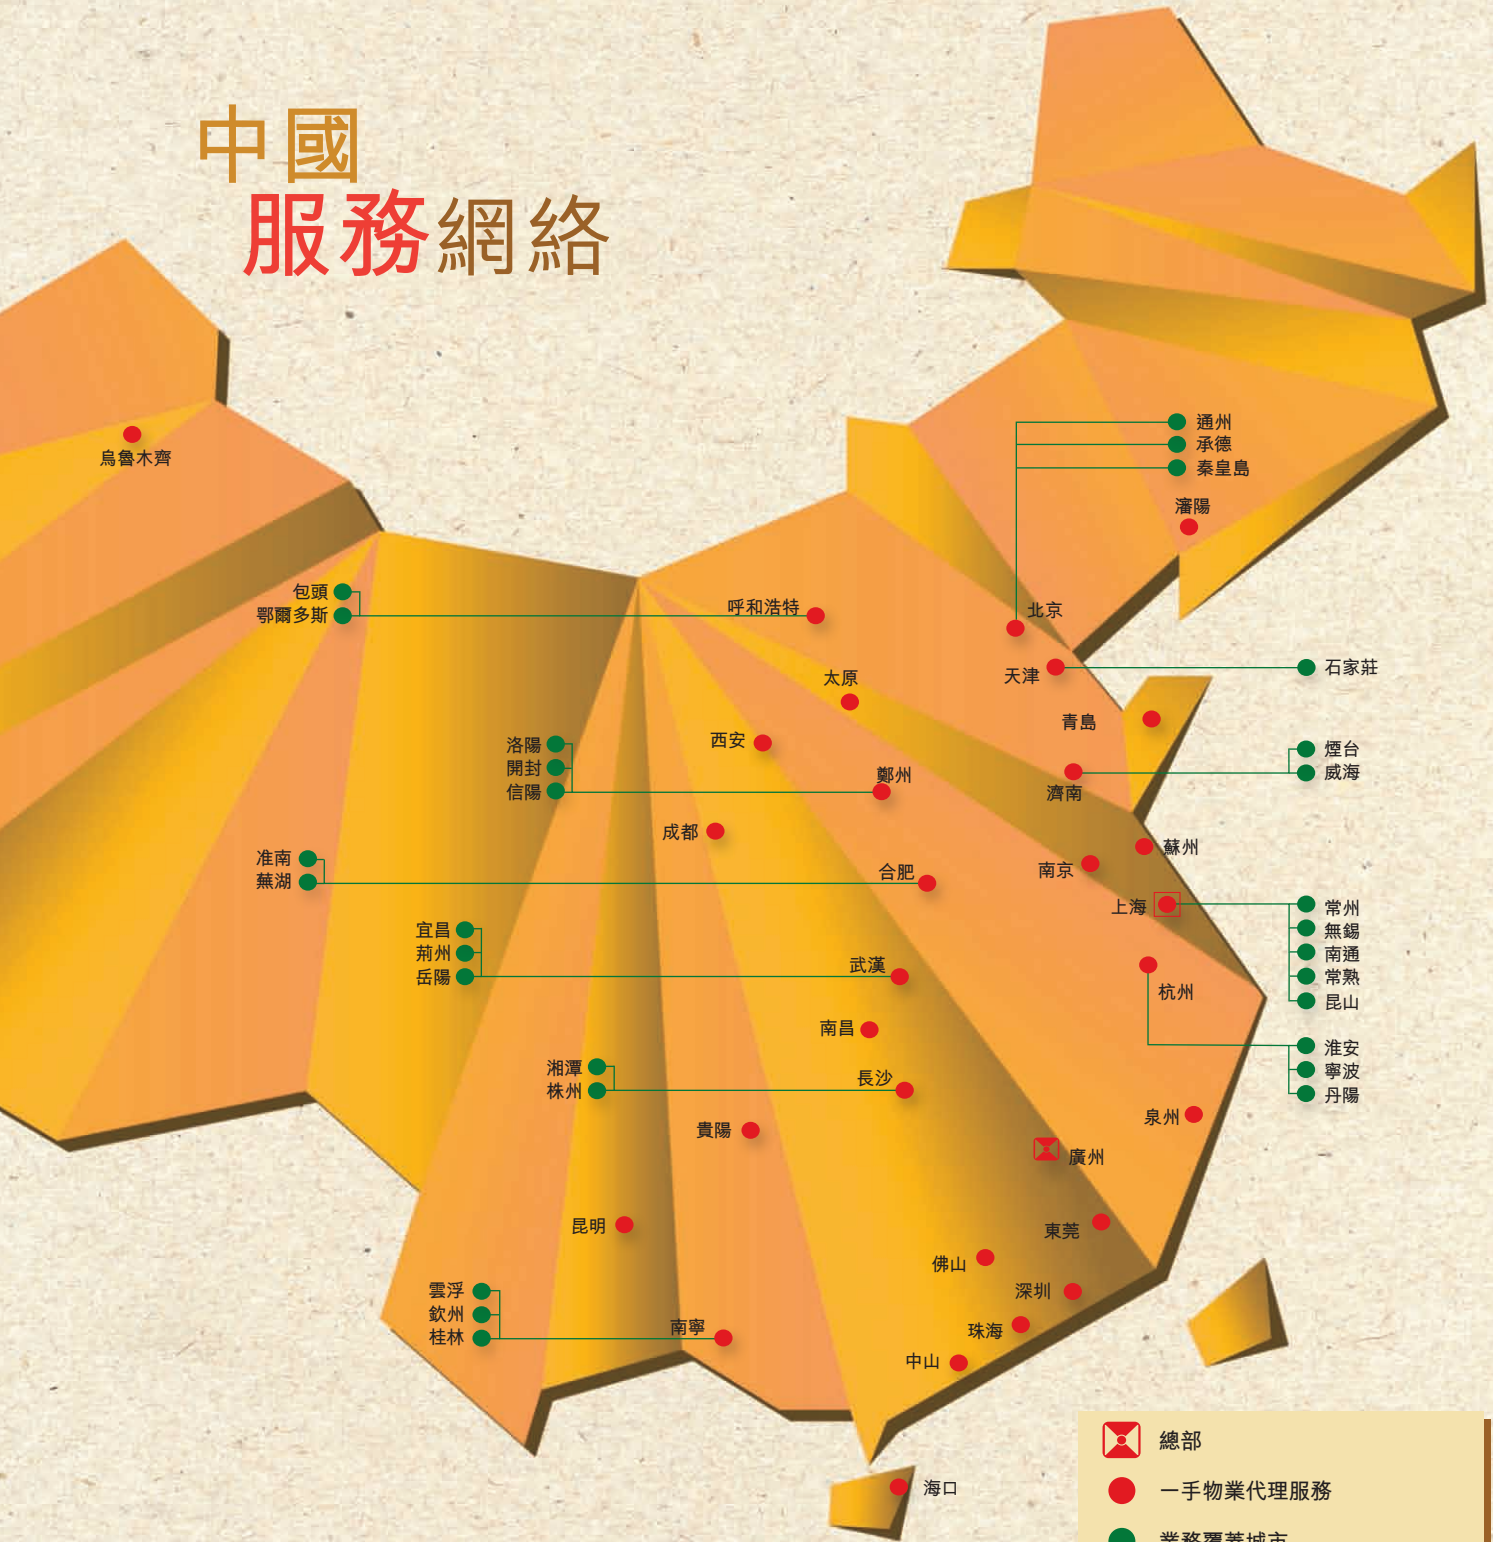 中國
服務網絡
烏魯木齊
通州
承德
秦皇島
瀋陽
包頭
鄂爾多斯
呼和浩特
北京
天津
石家莊
太原
青島
西安
洛陽
開封
信陽
鄭州
濟南
煙台
威海
成都
蘇州
准南
蕪湖
合肥
南京
上海
常州
無錫
南通
常熟
昆山
宜昌
荊州
岳陽
武漢
杭州
南昌
淮安
寧波
丹陽
湘潭
株州
長沙
貴陽
泉州
廣州
昆明
東莞
佛山
深圳
雲浮
欽州
桂林
南寧
珠海
中山
海口
總部
一手物業代理服務
業務覆蓋城市